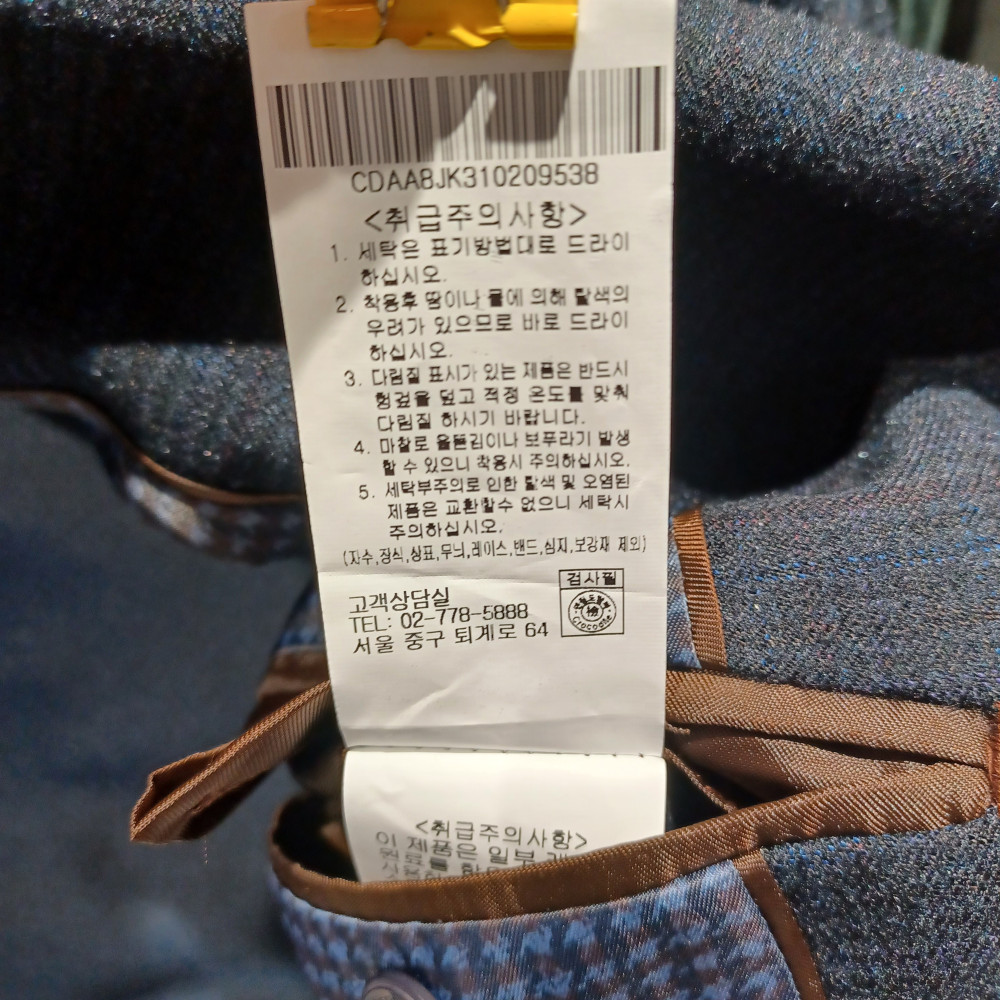 CDAA8JK310209538
<취급주의사항>
1. 세탁은 표기방법대로 드라이
하십시오.
2. 착용후 땀이나 물에 의해 탈색의
우려가 있으므로 바로 드라이
하십시오.
3. 다림질 표시가 있는 제품은 반드시
헝겊을 덮고 적정 온도를 맞춰
다림질 하시기 바랍니다.
4. 마찰로 올뜯김이나 보푸라기 발생
할 수 있으니 착용시 주의하십시오.
5. 세탁부주의로 인한 탈색 및 오염된
제품은 교환할수 없으니 세탁시
주의하십시오.
(자수,장식,상표,무늬,레이스,밴드,심지,보강재 제외)
검사필
Crocodile
고객상담실
TEL: 02-778-5888
서울 중구 퇴계로 64
<취급주의사항>
이 제품은 일부
원료를